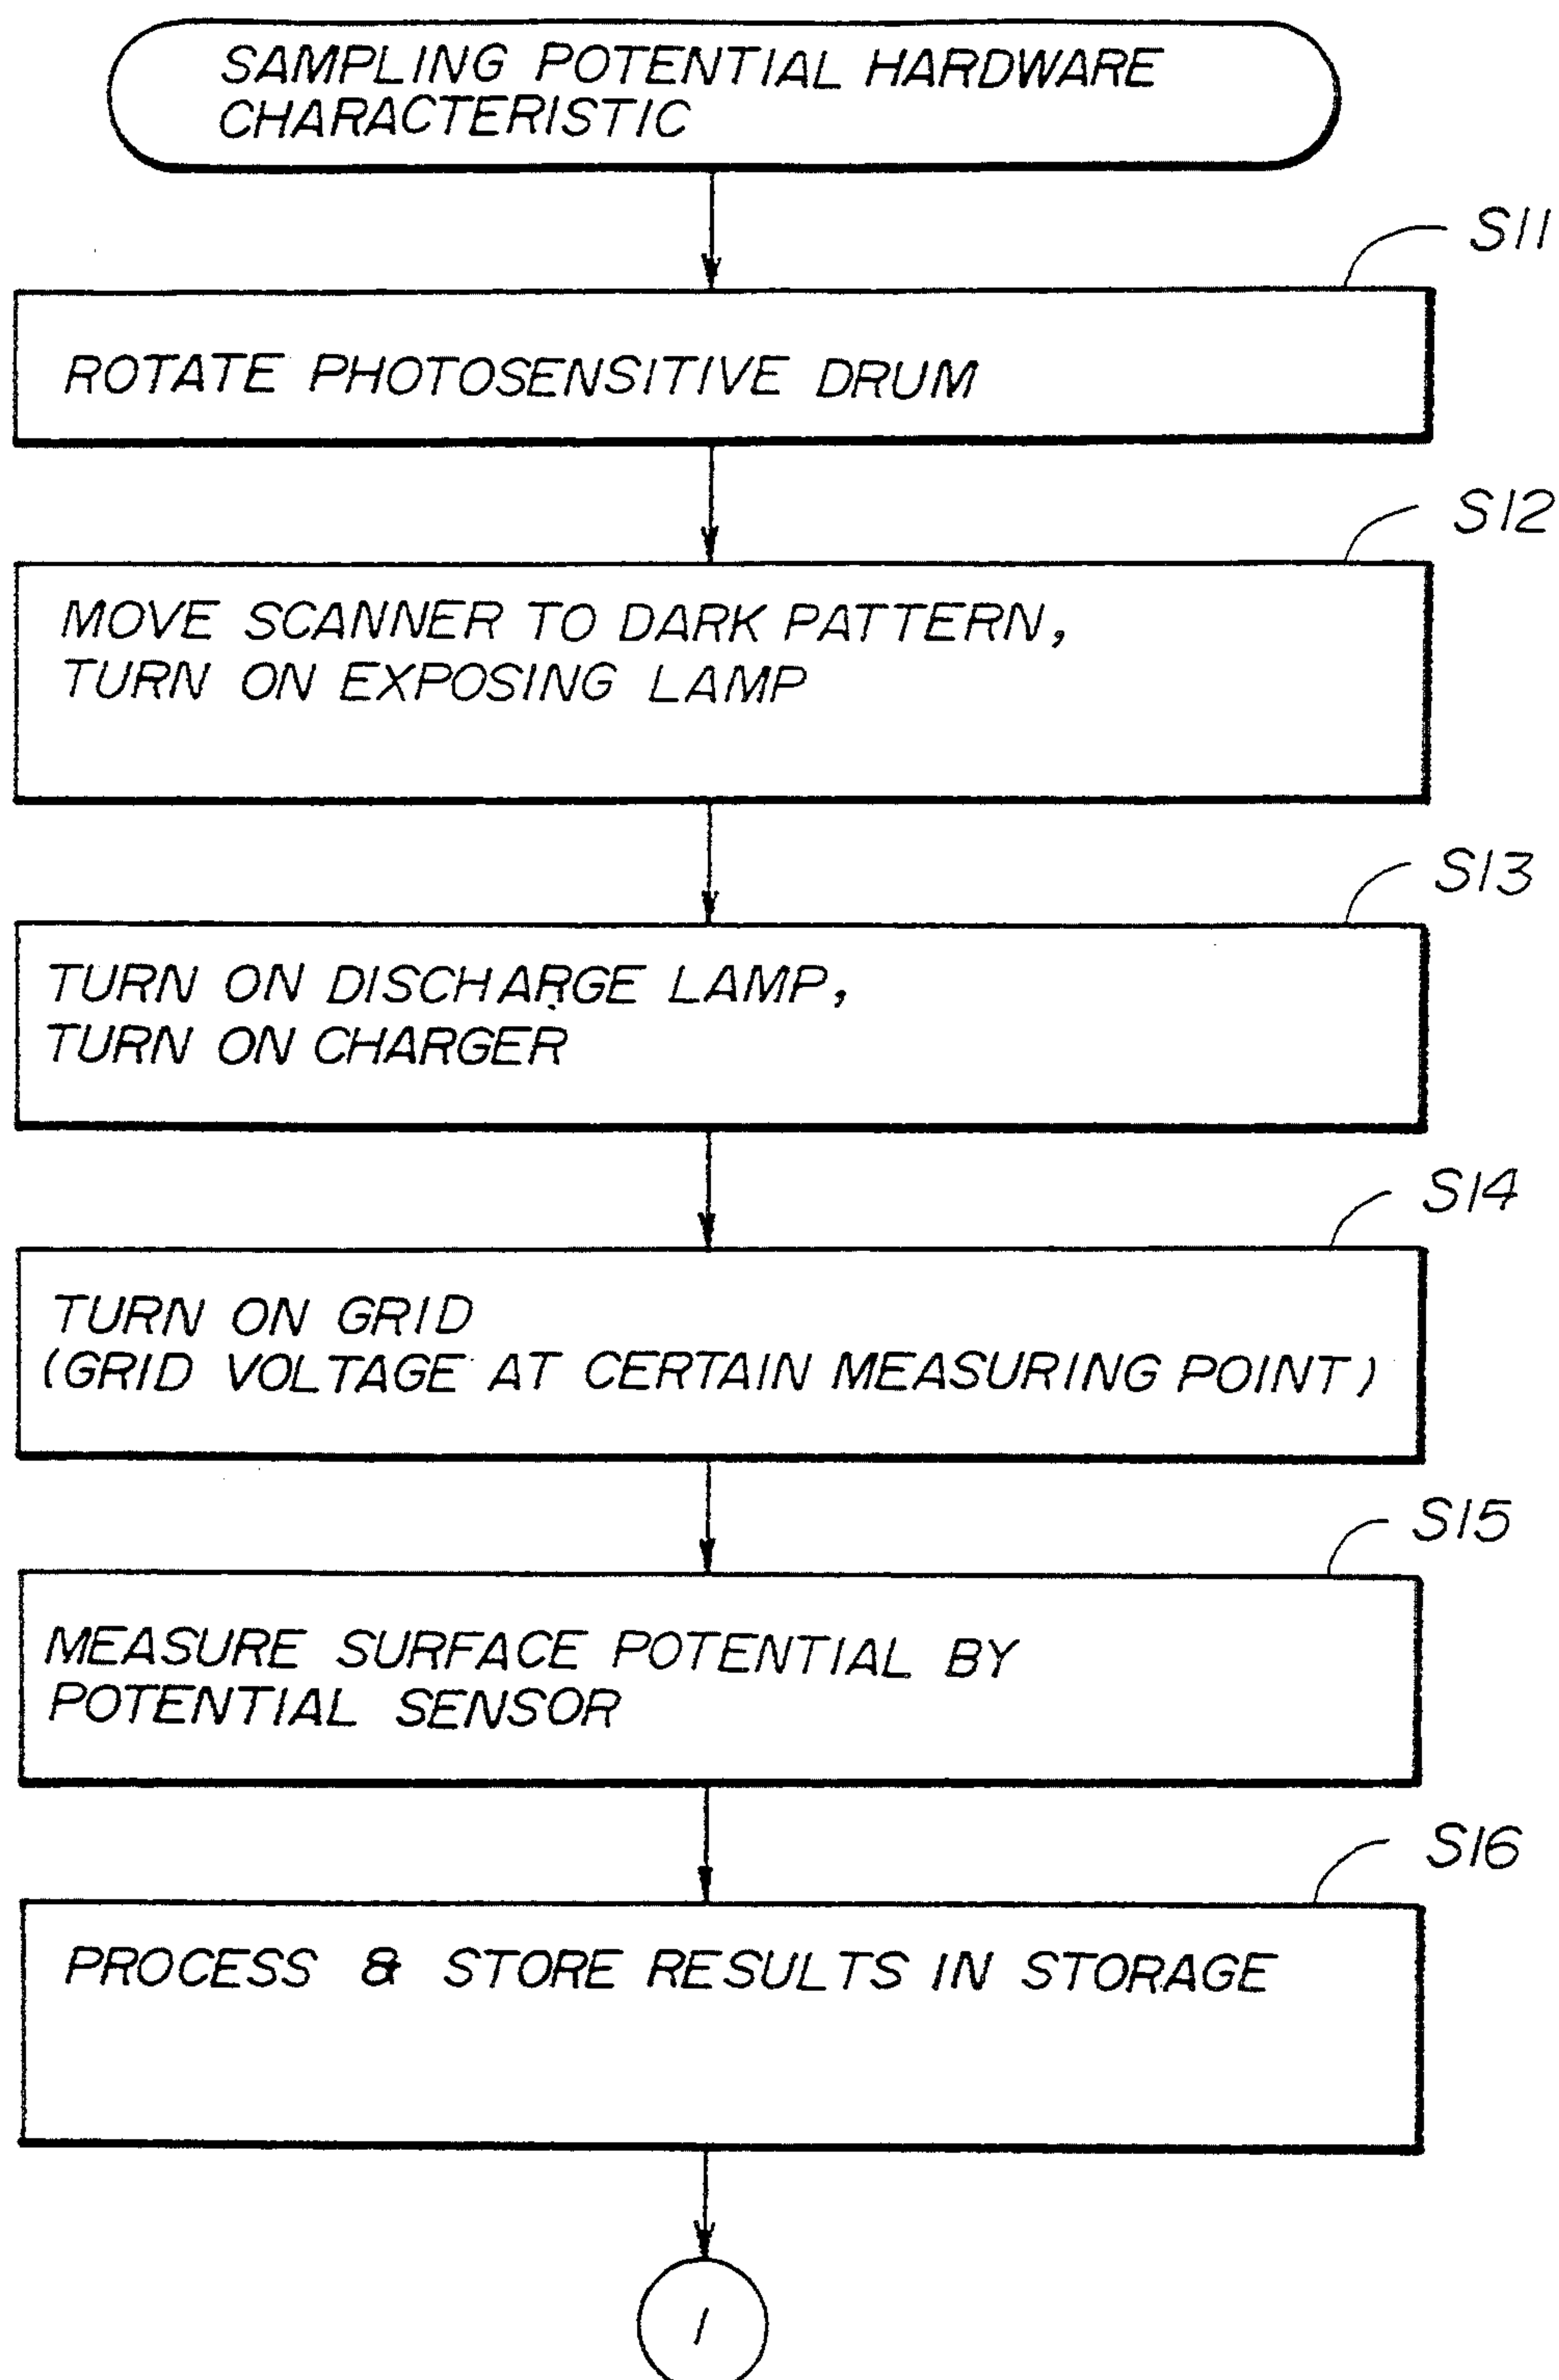 SAMPLING POTENTIAL HARDWARE
CHARACTERISTIC
S11
ROTATE PHOTOSENSITIVE DRUM
S12
MOVE SCANNER TO DARK PATTERN,
TURN ON EXPOSING LAMP
S13
TURN ON DISCHARGE LAMP,
TURN ON CHARGER
S14
TURN ON GRID
(GRID VOLTAGE AT CERTAIN MEASURING POINT)
S15
MEASURE SURFACE POTENTIAL BY
POTENTIAL SENSOR
S16
PROCESS & STORE RESULTS IN STORAGE
1